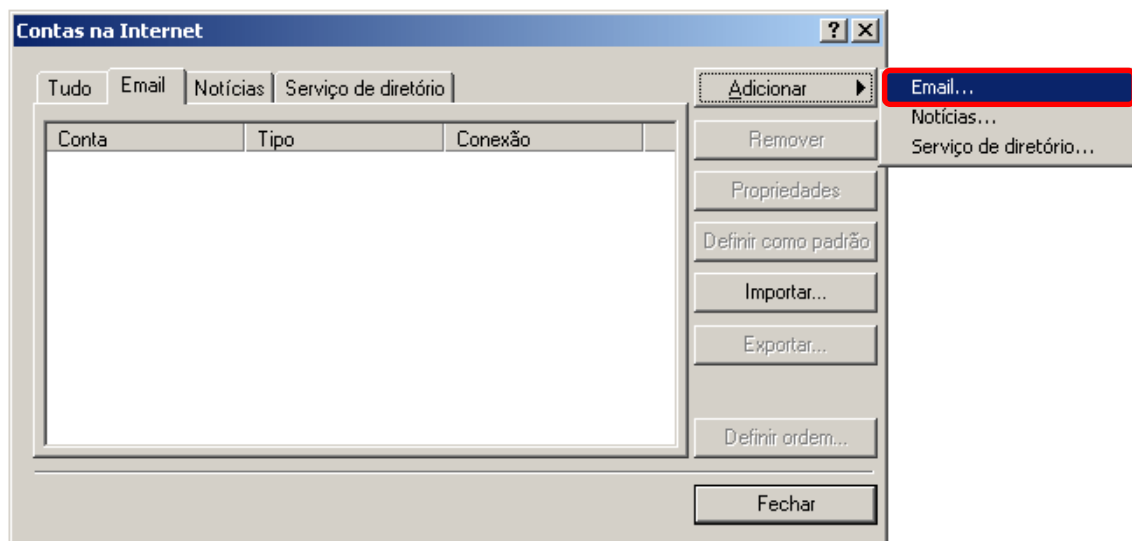 Contas na Internet
Tudo Email Notícias Serviço de diretório
Conta Tipo Conexão
Adicionar
Remover
Propriedades
Definir como padrão
Importar...
Exportar...
Definir ordem...
Fechar
Email...
Notícias...
Serviço de diretório...